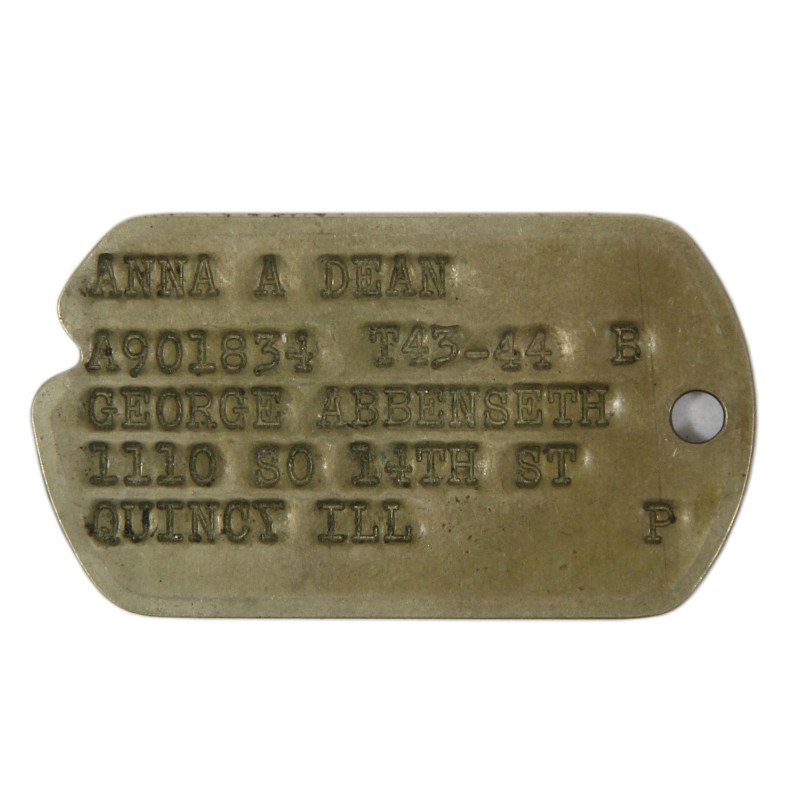 ANNA A DEAN
A901834 T43-44 B
GEORGE ABBENSETH
1110 SO 14TH ST
QUINCY ILL P